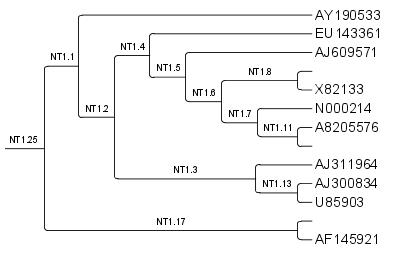 AY190533
EU143361
NT1.4
AJ609571
NT1.1
NT1.5
NT1.8
X82133
NT1.6
N000214
NT1.2
NT1.7
A8205576
NT1.11
NT1.25
AJ311964
NT1.3
AJ300834
NT1.13
U85903
NT1.17
AF145921